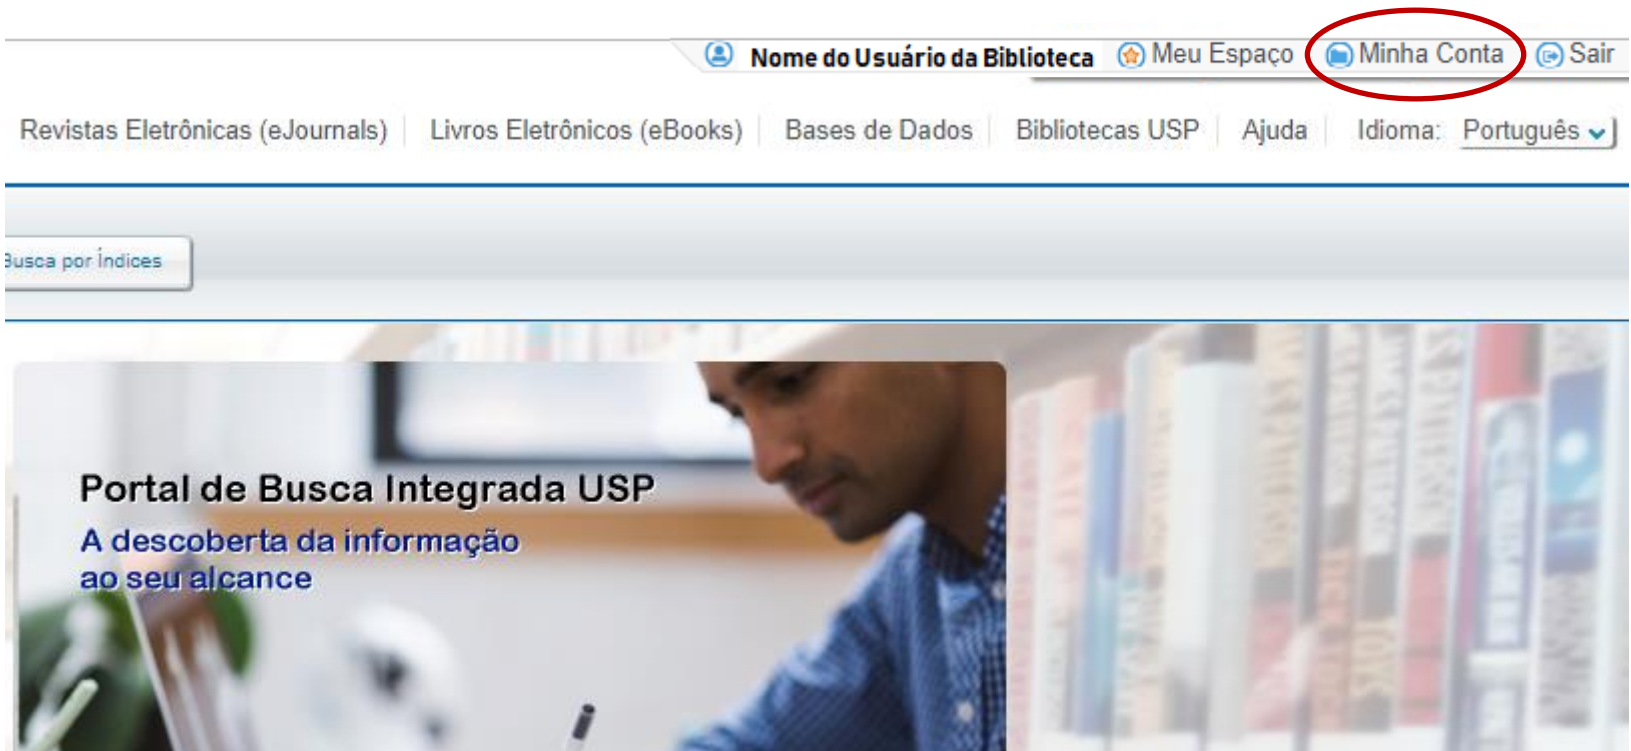 Nome do Usuário da Biblioteca Meu Espaço Minha Conta Sair
Revistas Eletrônicas (eJournals) Livros Eletrônicos (eBooks) Bases de Dados Bibliotecas USP Ajuda Idioma: Português
Busca por Índices
Portal de Busca Integrada USP
A descoberta da informação
ao seu alcance